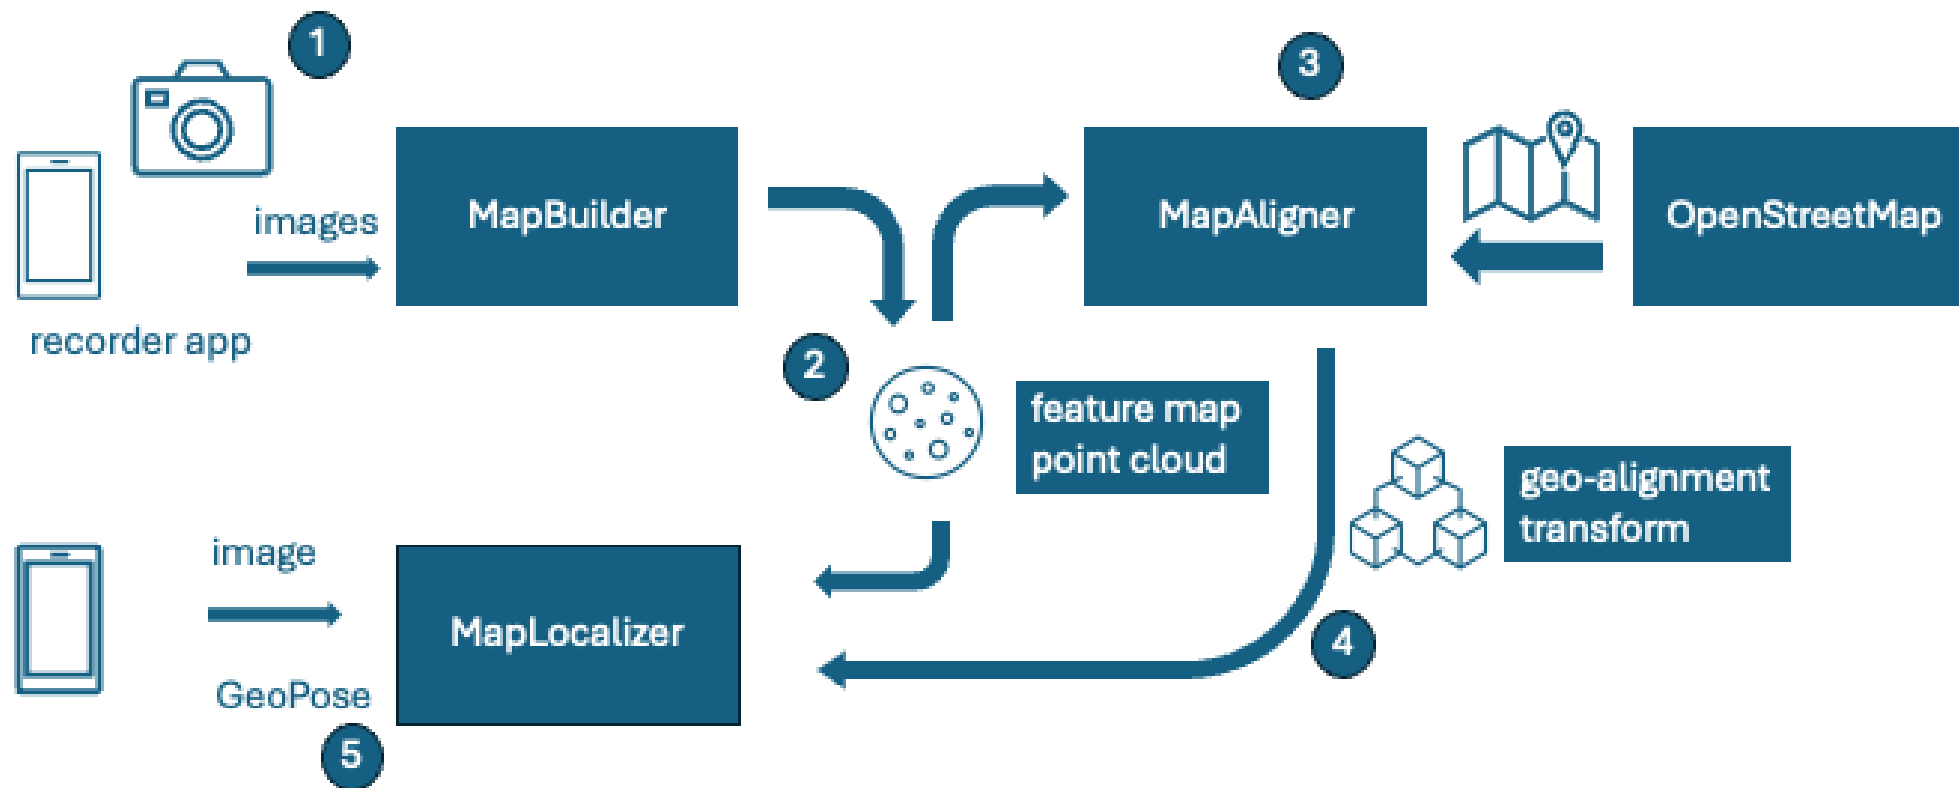 1
images
recorder app
MapBuilder
2
feature map
point cloud
3
MapAligner
OpenStreetMap
geo-alignment
transform
4
image
GeoPose
5
MapLocalizer